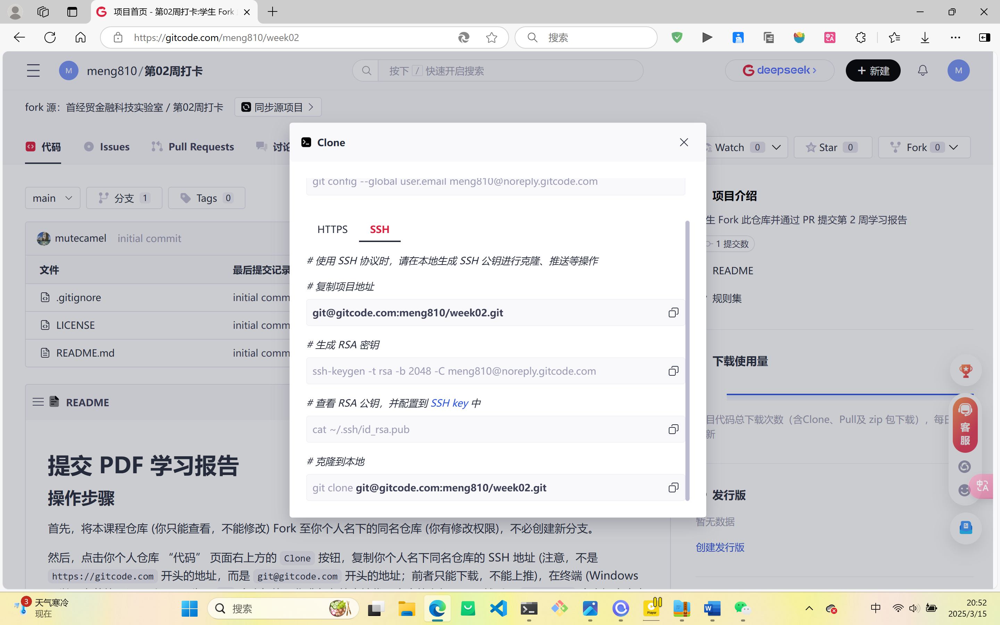 项目首页 - 第02周打卡:学生 Fork
https://gitcode.com/meng810/week02
搜索
M meng810/第02周打卡
按下 / 快速开启搜索
deepseek
新建
M
fork 源：首经贸金融科技实验室 / 第02周打卡
同步源项目
代码
Issues
Pull Requests
讨论
Watch 0
Star 0
Fork 0
Clone
git config --global user.email meng810@noreply.gitcode.com
HTTPS
SSH
# 使用 SSH 协议时，请在本地生成 SSH 公钥进行克隆、推送等操作
# 复制项目地址
git@gitcode.com:meng810/week02.git
# 生成 RSA 密钥
ssh-keygen -t rsa -b 2048 -C meng810@noreply.gitcode.com
# 查看 RSA 公钥，并配置到 SSH key 中
cat ~/.ssh/id_rsa.pub
# 克隆到本地
git clone git@gitcode.com:meng810/week02.git
main
分支 1
Tags 0
mutecamel initial commit
文件 最后提交记录
.gitignore initial comm
LICENSE initial comm
README.md initial comm
README
提交 PDF 学习报告
操作步骤
首先，将本课程仓库 (你只能查看，不能修改) Fork 至你个人名下的同名仓库 (你有修改权限)，不必创建新分支。
然后，点击你个人仓库 “代码” 页面右上方的 Clone 按钮，复制你个人名下同名仓库的 SSH 地址 (注意，不是
https://gitcode.com 开头的地址，而是 git@gitcode.com 开头的地址；前者只能下载，不能上推)，在终端 (Windows
项目介绍
生 Fork 此仓库并通过 PR 提交第 2 周学习报告
1 提交数
README
规则集
下载使用量
目代码总下载次数（含Clone、Pull及 zip 包下载），每日
新
发行版
暂无数据
创建发行版
客
服
中A
3
天气寒冷
现在
搜索
Player
中
20:52
2025/3/15